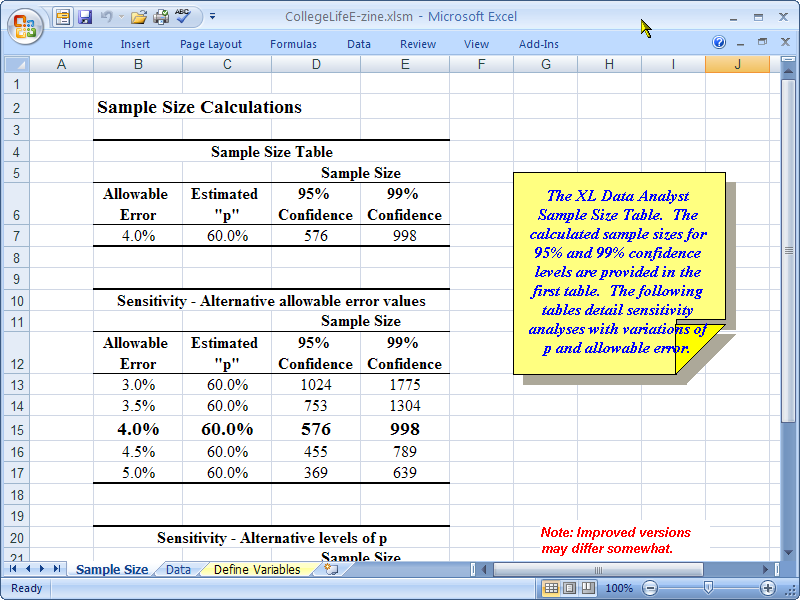 CollegeLifeE-zine.xlsm - Microsoft Excel
Home Insert Page Layout Formulas Data Review View Add-Ins
A B C D E F G H I J
1
2 Sample Size Calculations
3
4 Sample Size Table
5 Sample Size
Allowable Estimated 95% 99%
6 Error "p" Confidence Confidence
7 4.0% 60.0% 576 998
8
9
10 Sensitivity - Alternative allowable error values
11 Sample Size
Allowable Estimated 95% 99%
12 Error "p" Confidence Confidence
13 3.0% 60.0% 1024 1775
14 3.5% 60.0% 753 1304
15 4.0% 60.0% 576 998
16 4.5% 60.0% 455 789
17 5.0% 60.0% 369 639
18
19
20 Sensitivity - Alternative levels of p
21 Sample Size
The XL Data Analyst
Sample Size Table. The
calculated sample sizes for
95% and 99% confidence
levels are provided in the
first table. The following
tables detail sensitivity
analyses with variations of
p and allowable error.
Note: Improved versions
may differ somewhat.
Sample Size Data Define Variables
Ready 100%